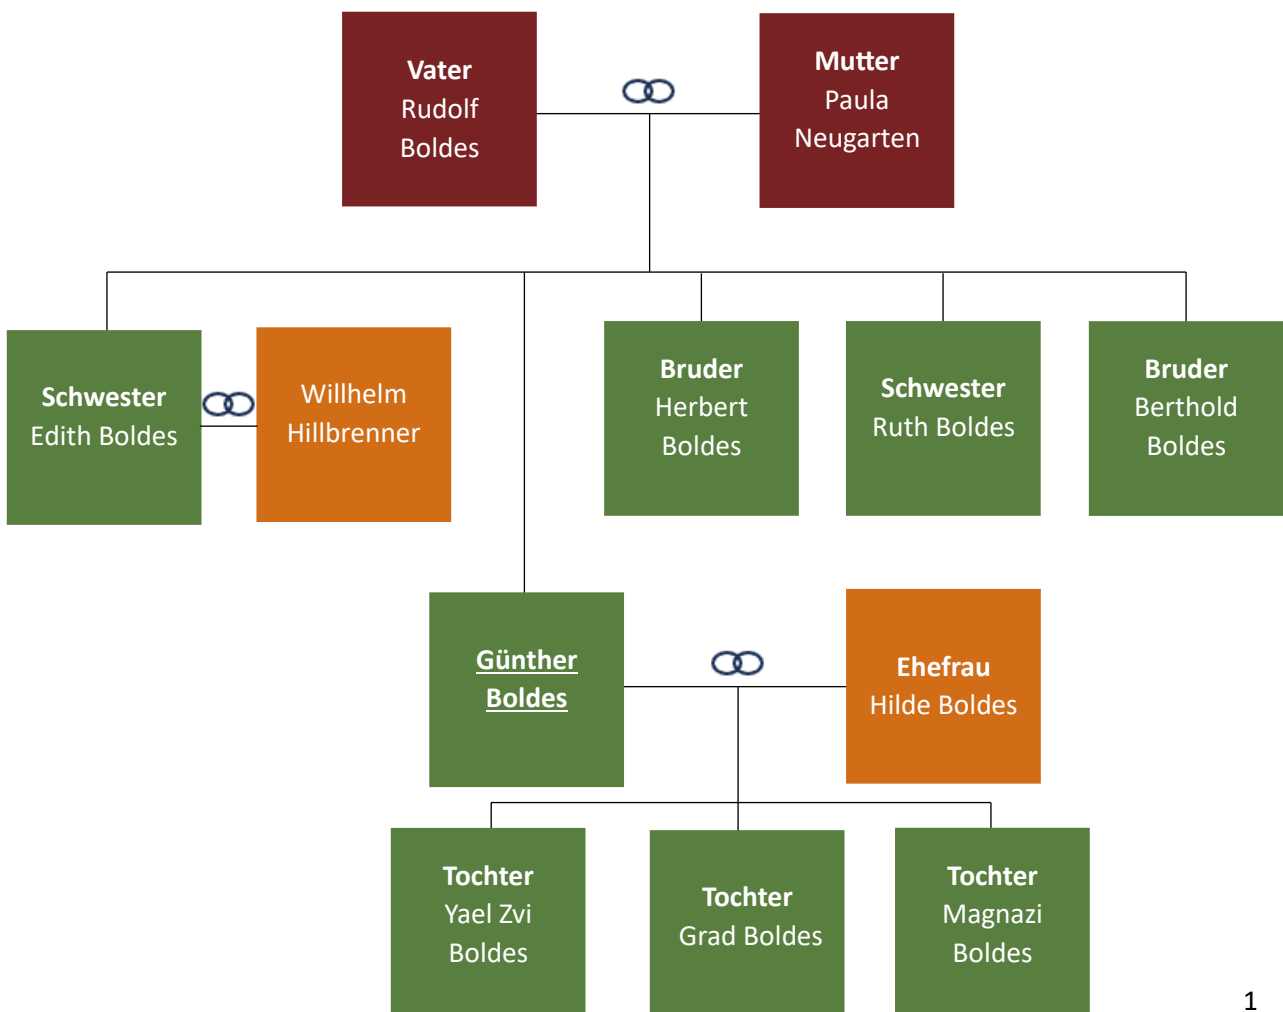 Vater
Rudolf
Boldes
Mutter
Paula
Neugarten
Schwester
Edith Boldes
Willhelm
Hillbrenner
Bruder
Herbert
Boldes
Schwester
Ruth Boldes
Bruder
Berthold
Boldes
Günther
Boldes
Ehefrau
Hilde Boldes
Tochter
Yael Zvi
Boldes
Tochter
Grad Boldes
Tochter
Magnazi
Boldes
1